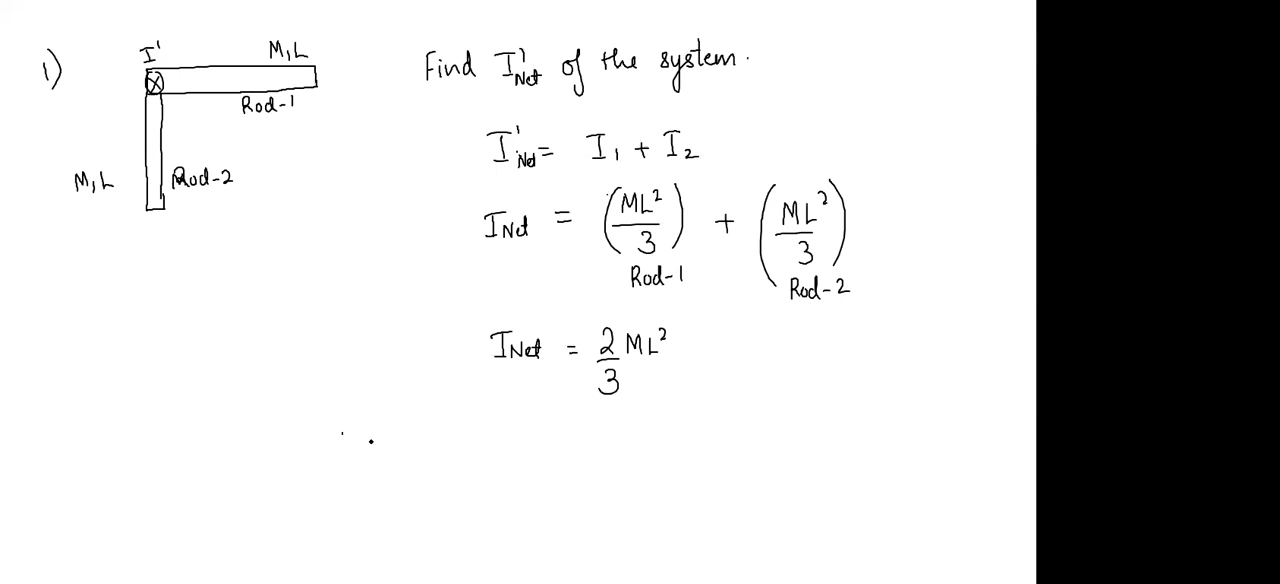 1)
I'
M,L
Rod-1
M,L
Rod-2
Find I'Net of the system.
I'Net = I₁ + I₂
INet = (ML²/3) Rod-1 + (ML²/3) Rod-2
INet = 2/3 ML²